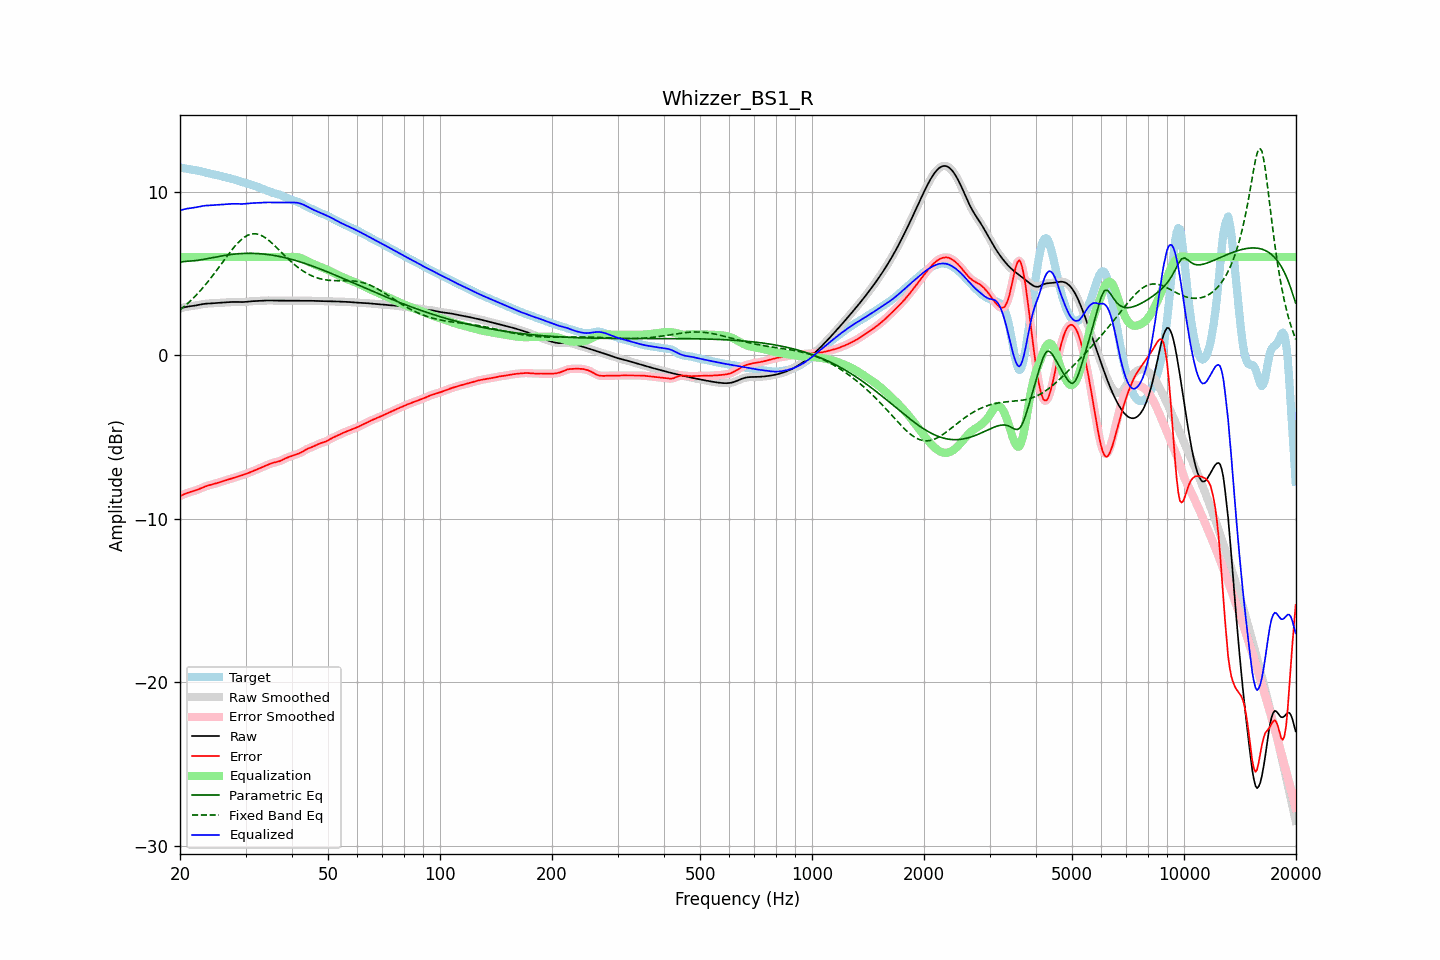 Whizzer_BS1_R
Amplitude (dBr)
10
0
−10
−20
−30
Target
Raw Smoothed
Error Smoothed
Raw
Error
Equalization
Parametric Eq
Fixed Band Eq
Equalized
20 50 100 200 500 1000 2000 5000 10000 20000
Frequency (Hz)